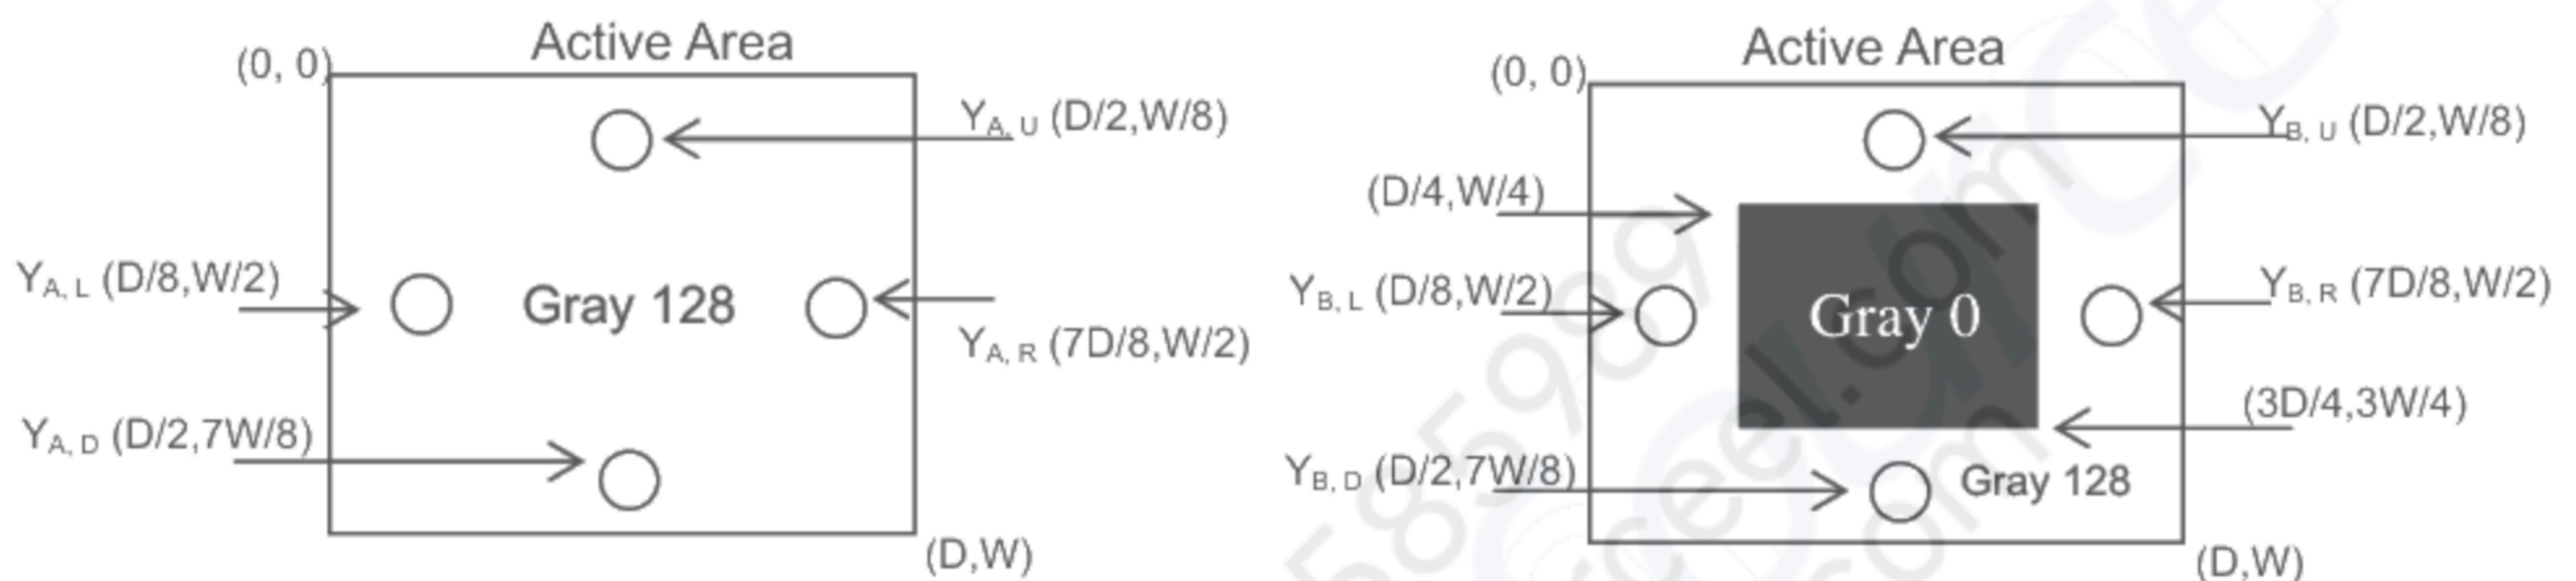 Active Area
(0, 0)
YA, U (D/2,W/8)
YA, L (D/8,W/2)
Gray 128
YA, R (7D/8,W/2)
YA, D (D/2,7W/8)
(D,W)
Active Area
(0, 0)
YB, U (D/2,W/8)
(D/4,W/4)
YB, L (D/8,W/2)
Gray 0
YB, R (7D/8,W/2)
(3D/4,3W/4)
YB, D (D/2,7W/8)
Gray 128
(D,W)